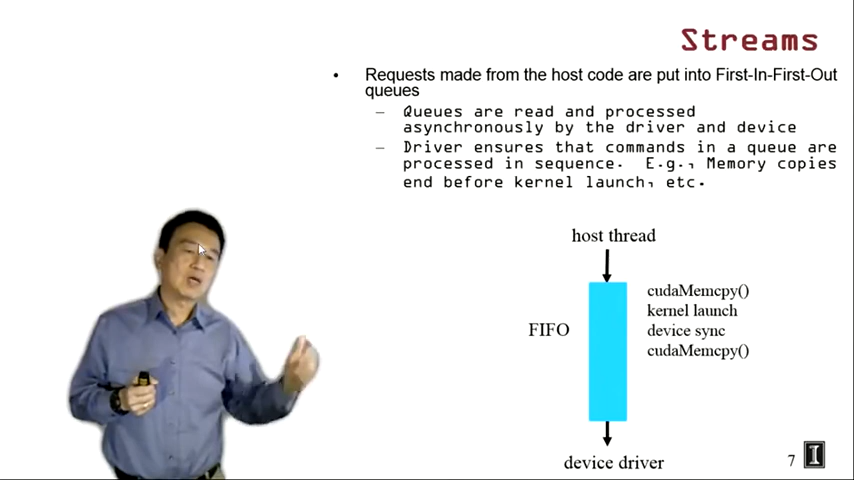 Streams
• Requests made from the host code are put into First-In-First-Out
queues
– Queues are read and processed
asynchronously by the driver and device
– Driver ensures that commands in a queue are
processed in sequence. E.g., Memory copies
end before kernel launch, etc.
host thread
cudaMemcpy()
kernel launch
FIFO
device sync
cudaMemcpy()
device driver
7
I